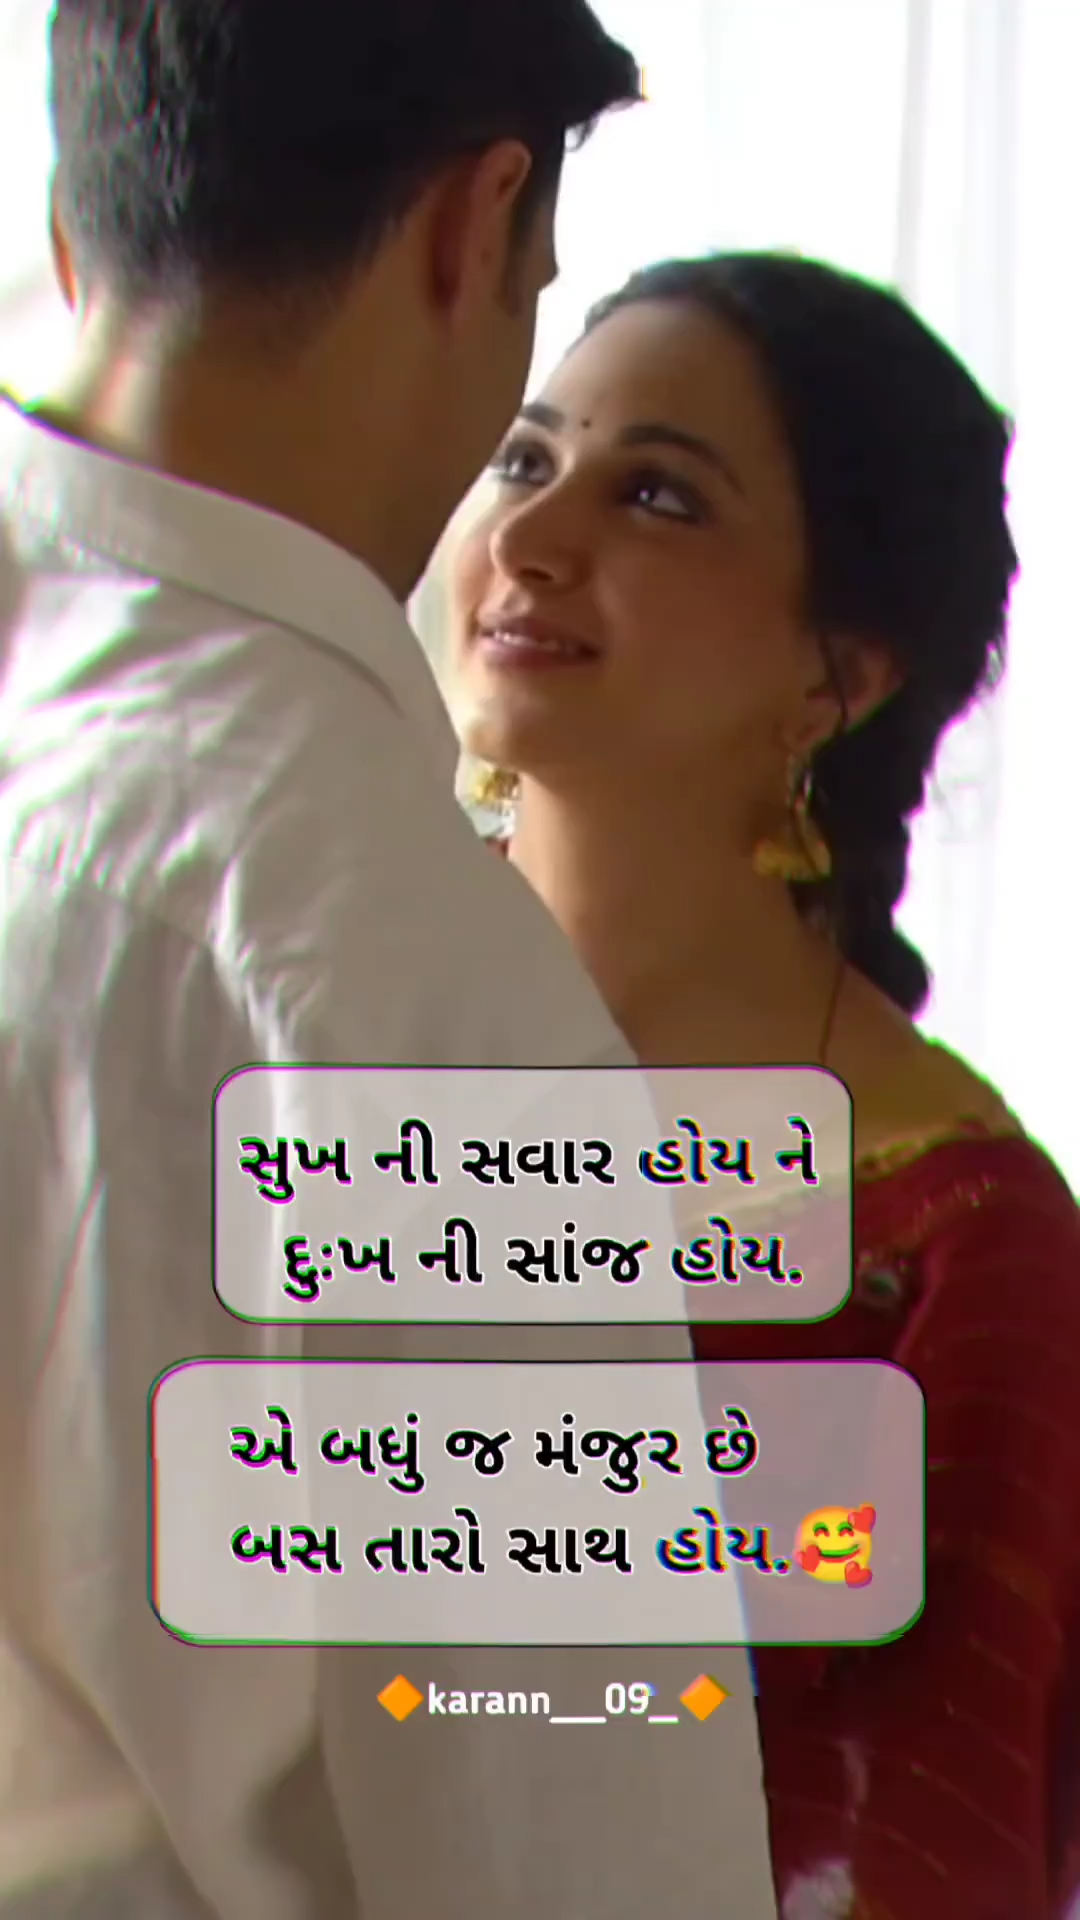 સુખ ની સવાર હોય ને
દુઃખ ની સાંજ હોય.
એ બધું જ મંજુર છે
બસ તારો સાથ હોય.🥰
🔶karann__09_🔶